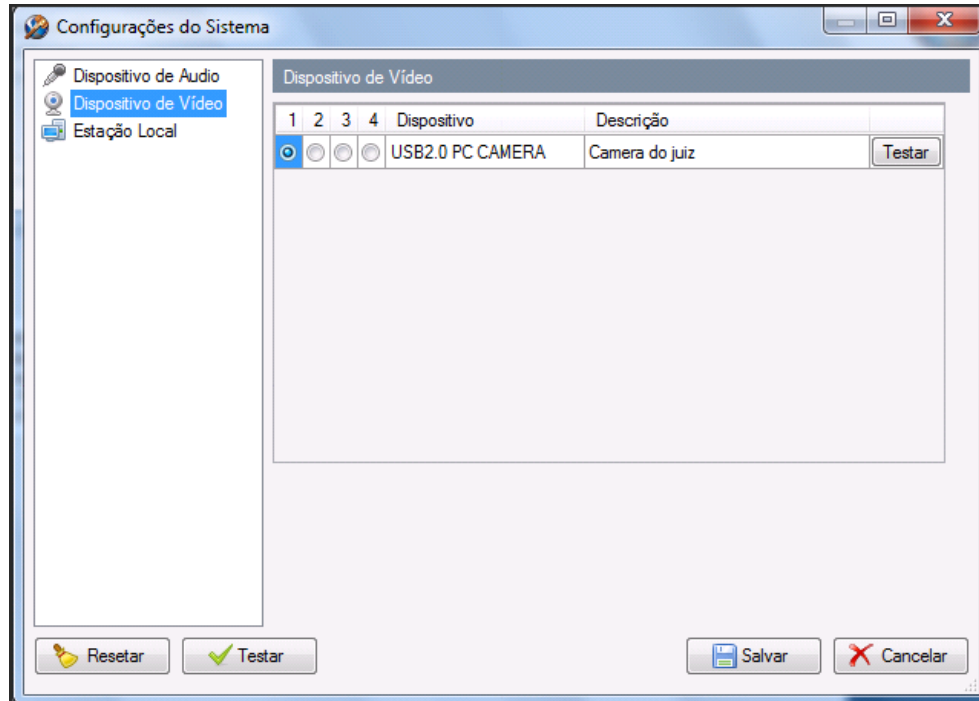 Configurações do Sistema
Dispositivo de Audio
Dispositivo de Vídeo
Estação Local
Dispositivo de Vídeo
1 2 3 4 Dispositivo Descrição
USB2.0 PC CAMERA Camera do juiz Testar
Resetar Testar Salvar Cancelar